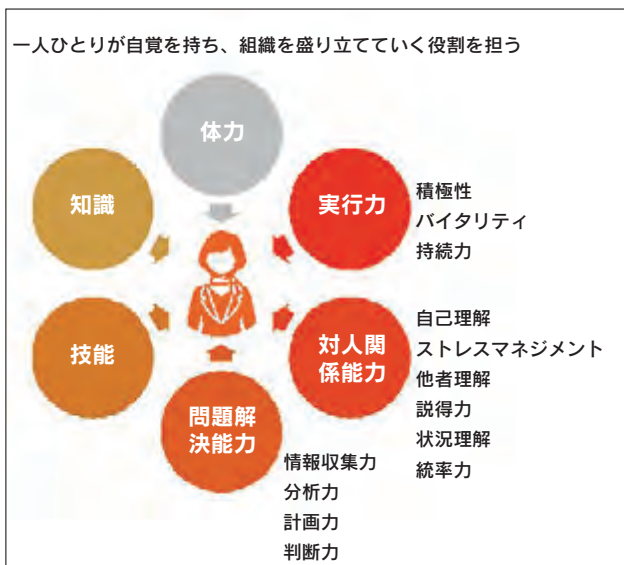 一人ひとりが自覚を持ち、組織を盛り立てていく役割を担う
体力
知識
実行力
積極性
バイタリティ
持続力
技能
対人関
係能力
自己理解
ストレスマネジメント
他者理解
説得力
状況理解
統率力
問題解
決能力
情報収集力
分析力
計画力
判断力